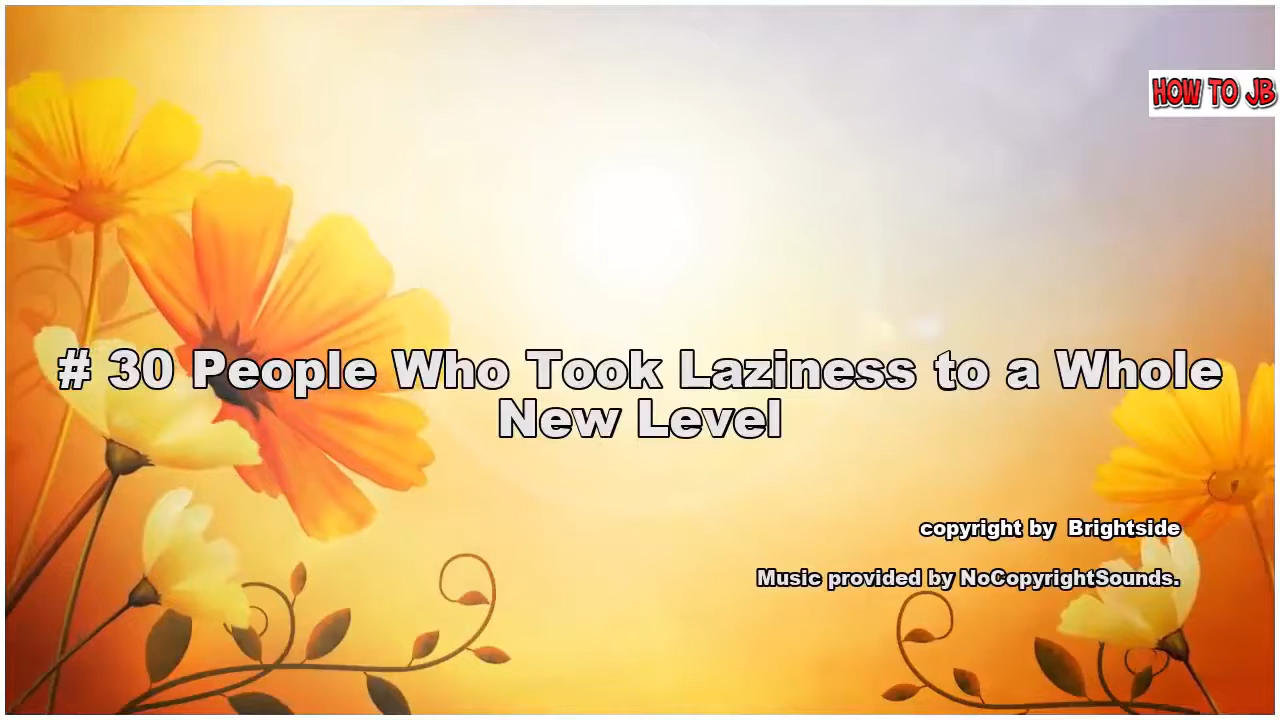 HOW TO JB
# 30 People Who Took Laziness to a Whole
New Level
copyright by  Brightside
Music provided by NoCopyrightSounds.